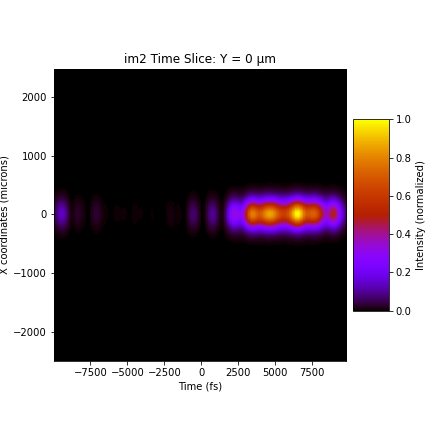 im2 Time Slice: Y = 0 μm
2000
1000
0
−1000
−2000
X coordinates (microns)
−7500 −5000 −2500 0 2500 5000 7500
Time (fs)
1.0
0.8
0.6
0.4
0.2
0.0
Intensity (normalized)